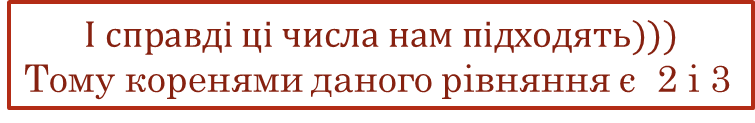 І справді ці числа нам підходять)))
Тому коренями даного рівняння є 2 і 3